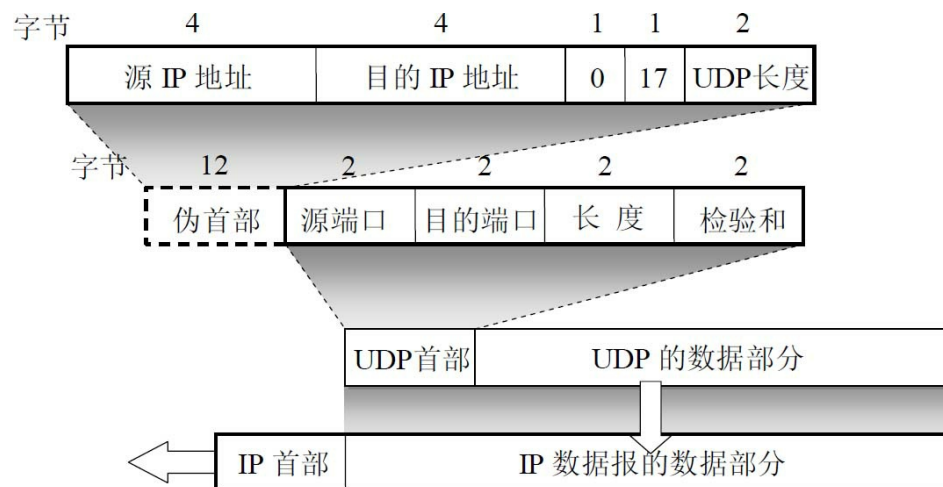 字节 4 4 1 1 2
源 IP 地址 目的 IP 地址 0 17 UDP长度
字节 12 2 2 2 2
伪首部 源端口 目的端口 长 度 检验和
UDP首部 UDP 的数据部分
IP 首部 IP 数据报的数据部分